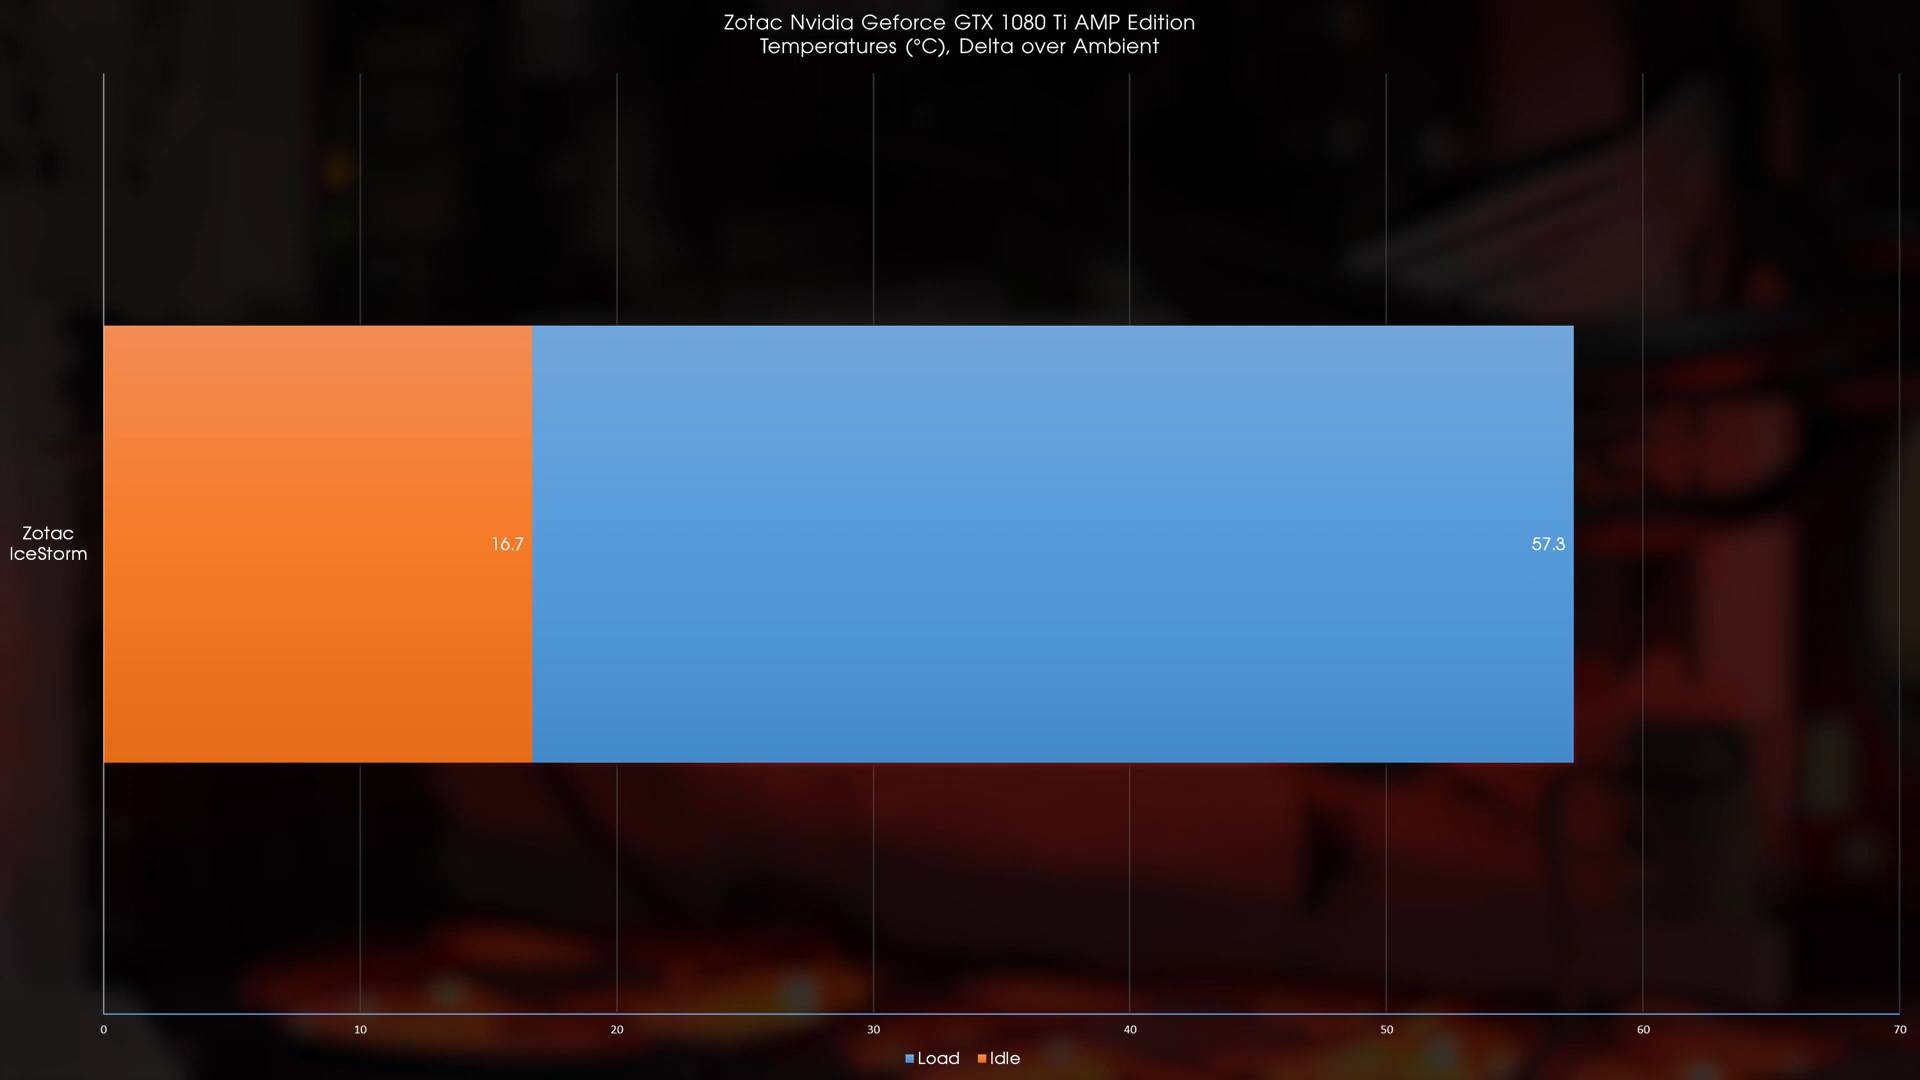 Zotac Nvidia Geforce GTX 1080 Ti AMP Edition
Temperatures (°C), Delta over Ambient
Zotac
IceStorm
16.7
57.3
0 10 20 30 40 50 60 70
Load Idle